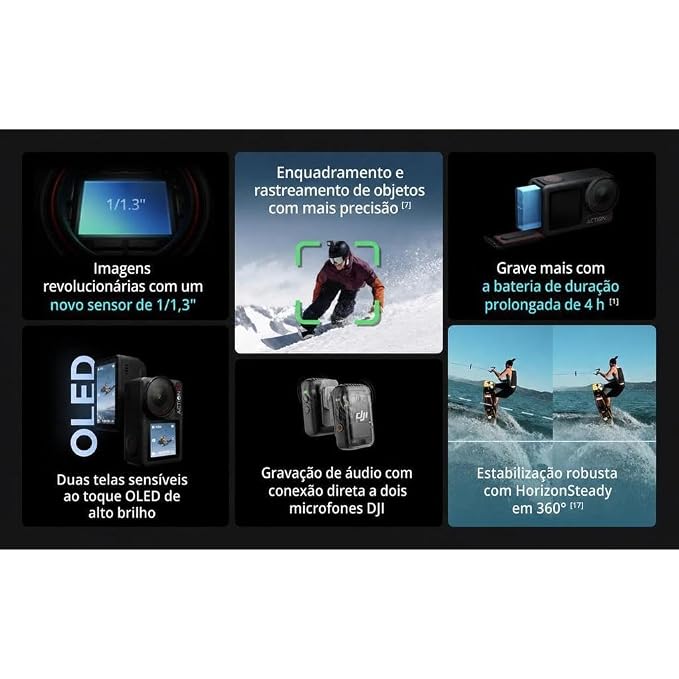 1/1.3"
Imagens
revolucionárias com um
novo sensor de 1/1,3"
Enquadramento e
rastreamento de objetos
com mais precisão [7]
ACTION
Grave mais com
a bateria de duração
prolongada de 4 h [1]
OLED
ACTION
Duas telas sensíveis
ao toque OLED de
alto brilho
dji
Gravação de áudio com
conexão direta a dois
microfones DJI
Estabilização robusta
com HorizonSteady
em 360° [17]